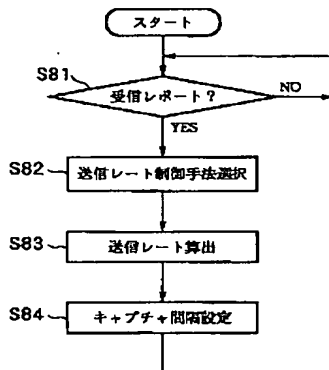 スタート
S81
受信レポート?
NO
YES
S82
送信レート制御手法選択
S83
送信レート算出
S84
キャプチャ間隔設定